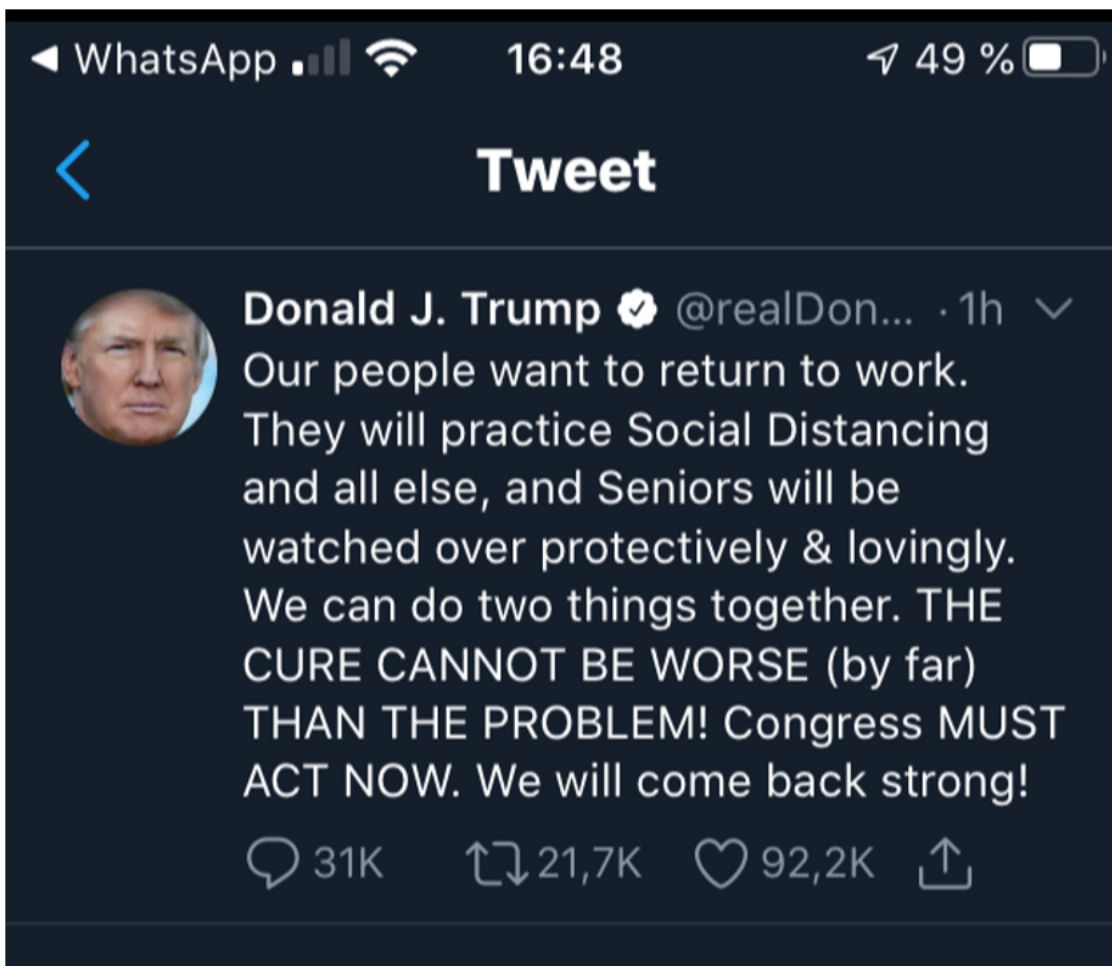 WhatsApp 16:48 49 %
Tweet
Donald J. Trump @realDon... · 1h
Our people want to return to work.
They will practice Social Distancing
and all else, and Seniors will be
watched over protectively & lovingly.
We can do two things together. THE
CURE CANNOT BE WORSE (by far)
THAN THE PROBLEM! Congress MUST
ACT NOW. We will come back strong!
31K 21,7K 92,2K